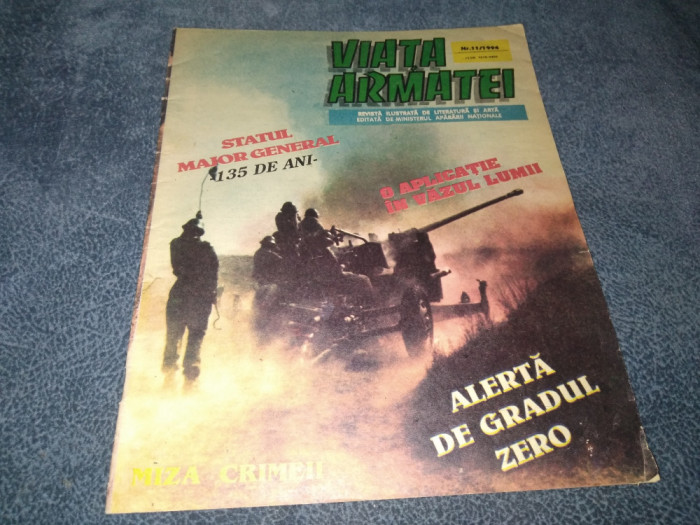 VIATA
ARMATEI
Nr.11/1994
REVISTĂ ILUSTRATĂ DE LITERATURĂ ŞI ARTĂ
EDITATĂ DE MINISTERUL APĂRĂRII NAŢIONALE
STATUL
MAJOR GENERAL
-135 DE ANI-
O APLICAŢIE
ÎN VĂZUL LUMII
ALERTĂ
DE GRADUL
ZERO
MIZA CRIMEII